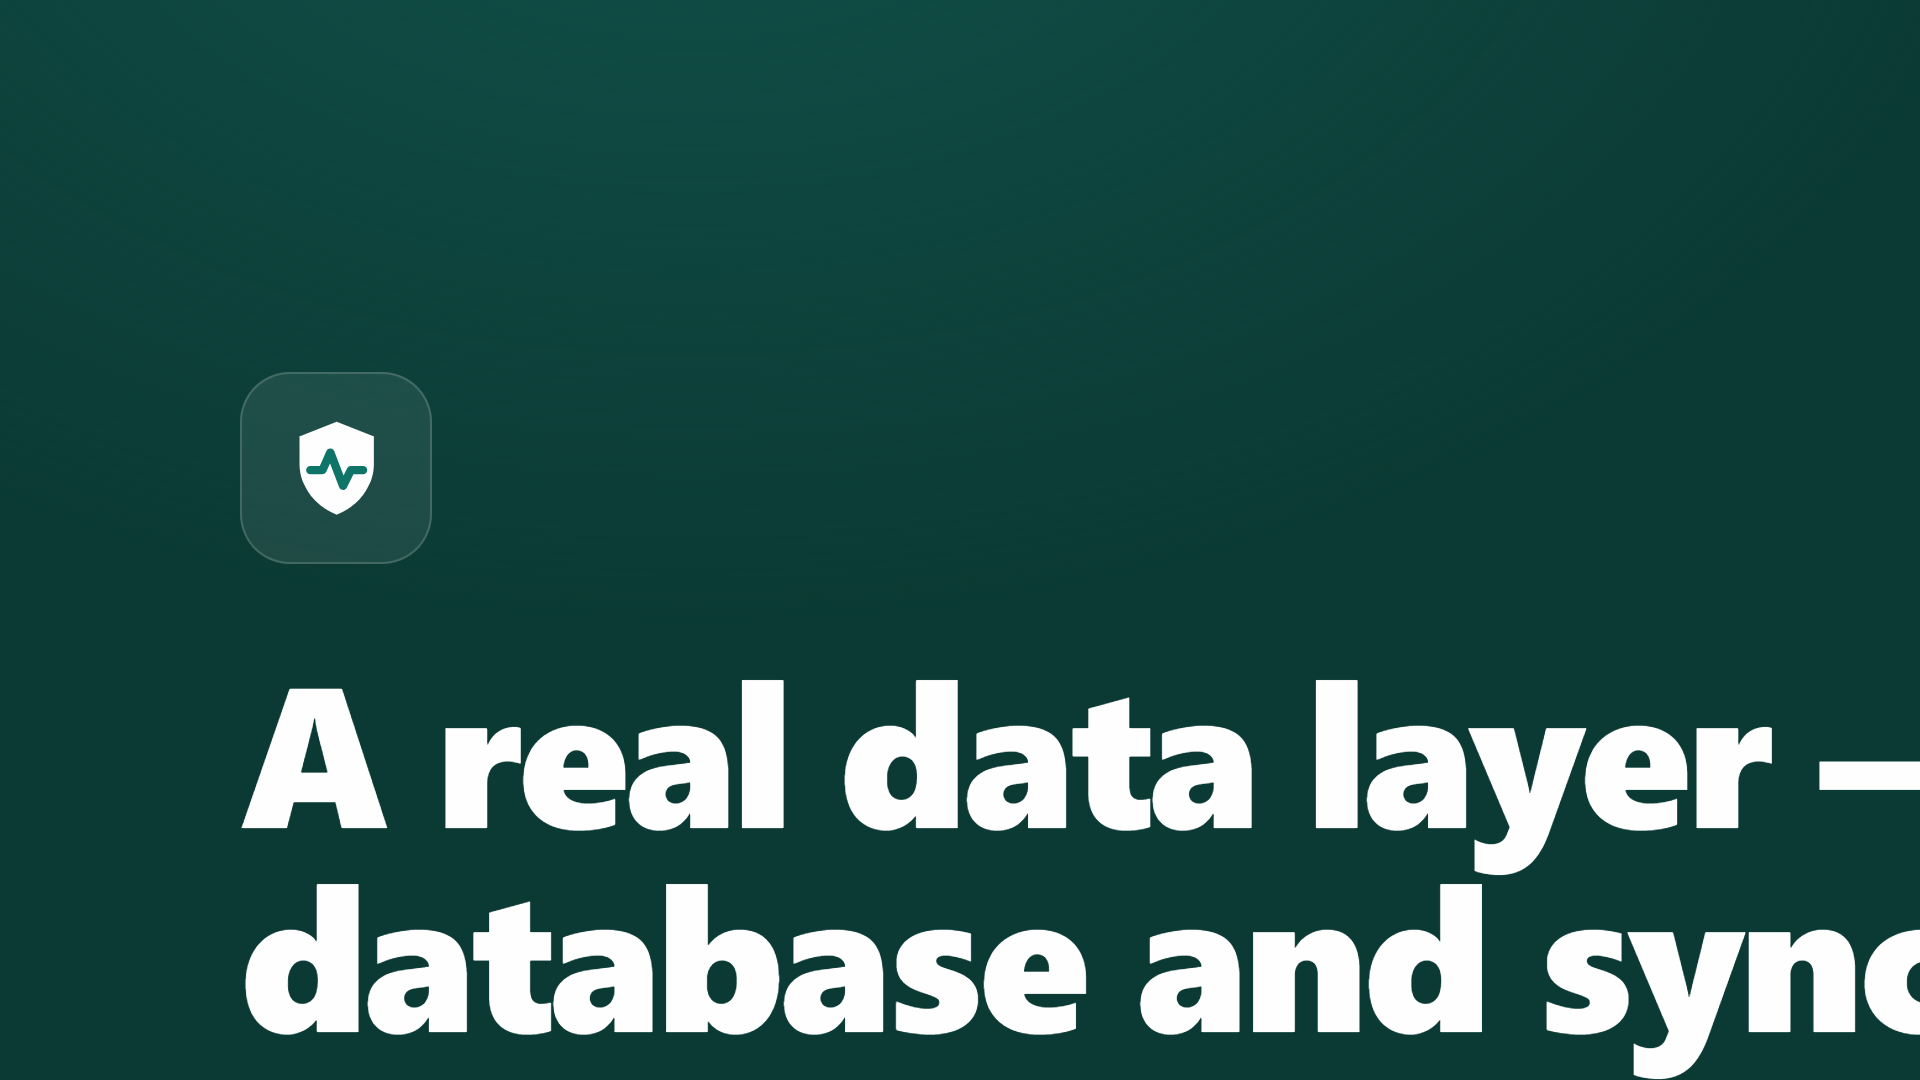 A real data layer —
database and sync